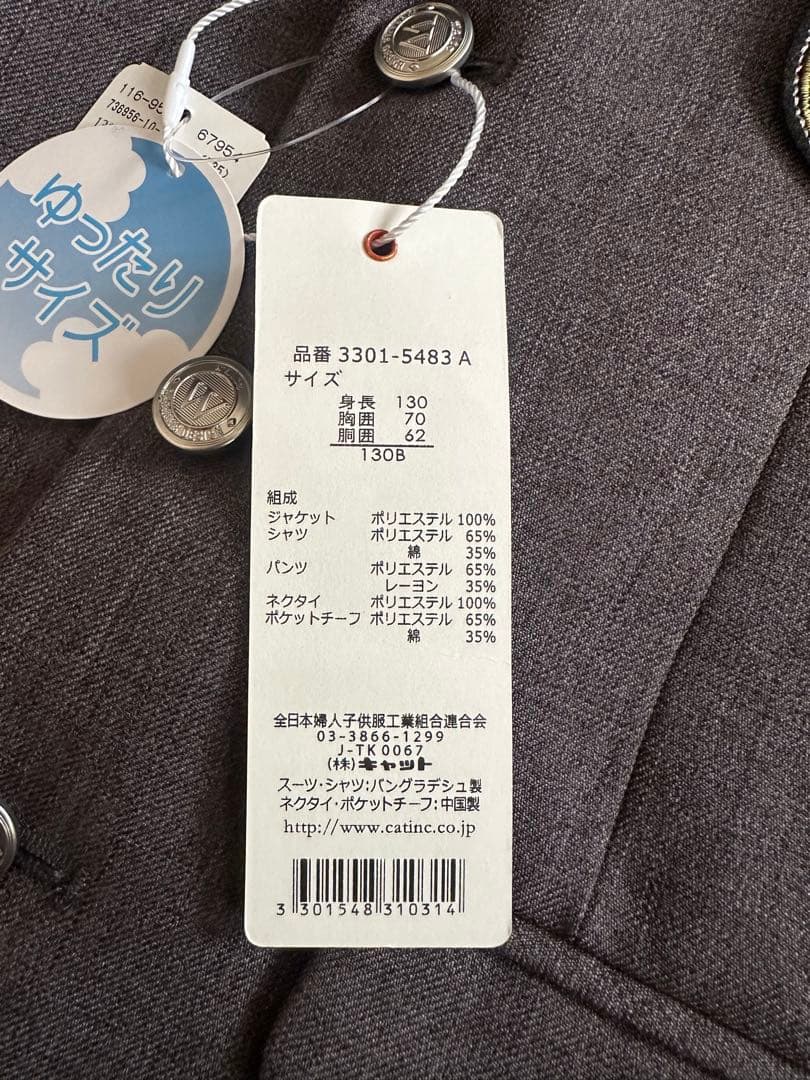 116-95
736956-10-
67954
ゆったり
サイズ
品番 3301-5483 A
サイズ
身長 130
胸囲 70
胴囲 62
130B
組成
ジャケット ポリエステル 100%
シャツ ポリエステル 65%
綿 35%
パンツ ポリエステル 65%
レーヨン 35%
ネクタイ ポリエステル 100%
ポケットチーフ ポリエステル 65%
綿 35%
全日本婦人子供服工業組合連合会
03-3866-1299
J-TK0067
(株)キャット
スーツ・シャツ:バングラデシュ製
ネクタイ・ポケットチーフ:中国製
http://www.catinc.co.jp
3 301548 310314